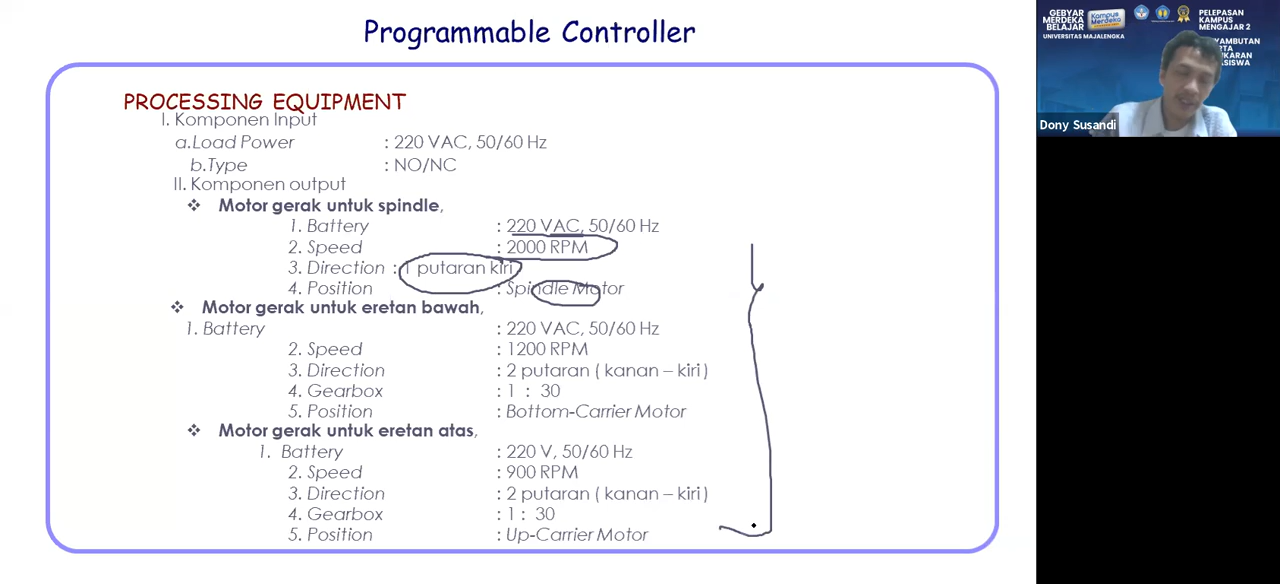 Programmable Controller
PROCESSING EQUIPMENT
I. Komponen Input
a.Load Power : 220 VAC, 50/60 Hz
b.Type : NO/NC
II. Komponen output
❖ Motor gerak untuk spindle,
1. Battery : 220 VAC, 50/60 Hz
2. Speed : 2000 RPM
3. Direction : 1 putaran kiri
4. Position : Spindle Motor
❖ Motor gerak untuk eretan bawah,
1. Battery : 220 VAC, 50/60 Hz
2. Speed : 1200 RPM
3. Direction : 2 putaran ( kanan – kiri )
4. Gearbox : 1 : 30
5. Position : Bottom-Carrier Motor
❖ Motor gerak untuk eretan atas,
1. Battery : 220 V, 50/60 Hz
2. Speed : 900 RPM
3. Direction : 2 putaran ( kanan – kiri )
4. Gearbox : 1 : 30
5. Position : Up-Carrier Motor
GEBYAR
MERDEKA
BELAJAR
UNIVERSITAS MAJALENGKA
Kampus
Merdeka
PELEPASAN
KAMPUS
MENGAJAR 2
Dony Susandi